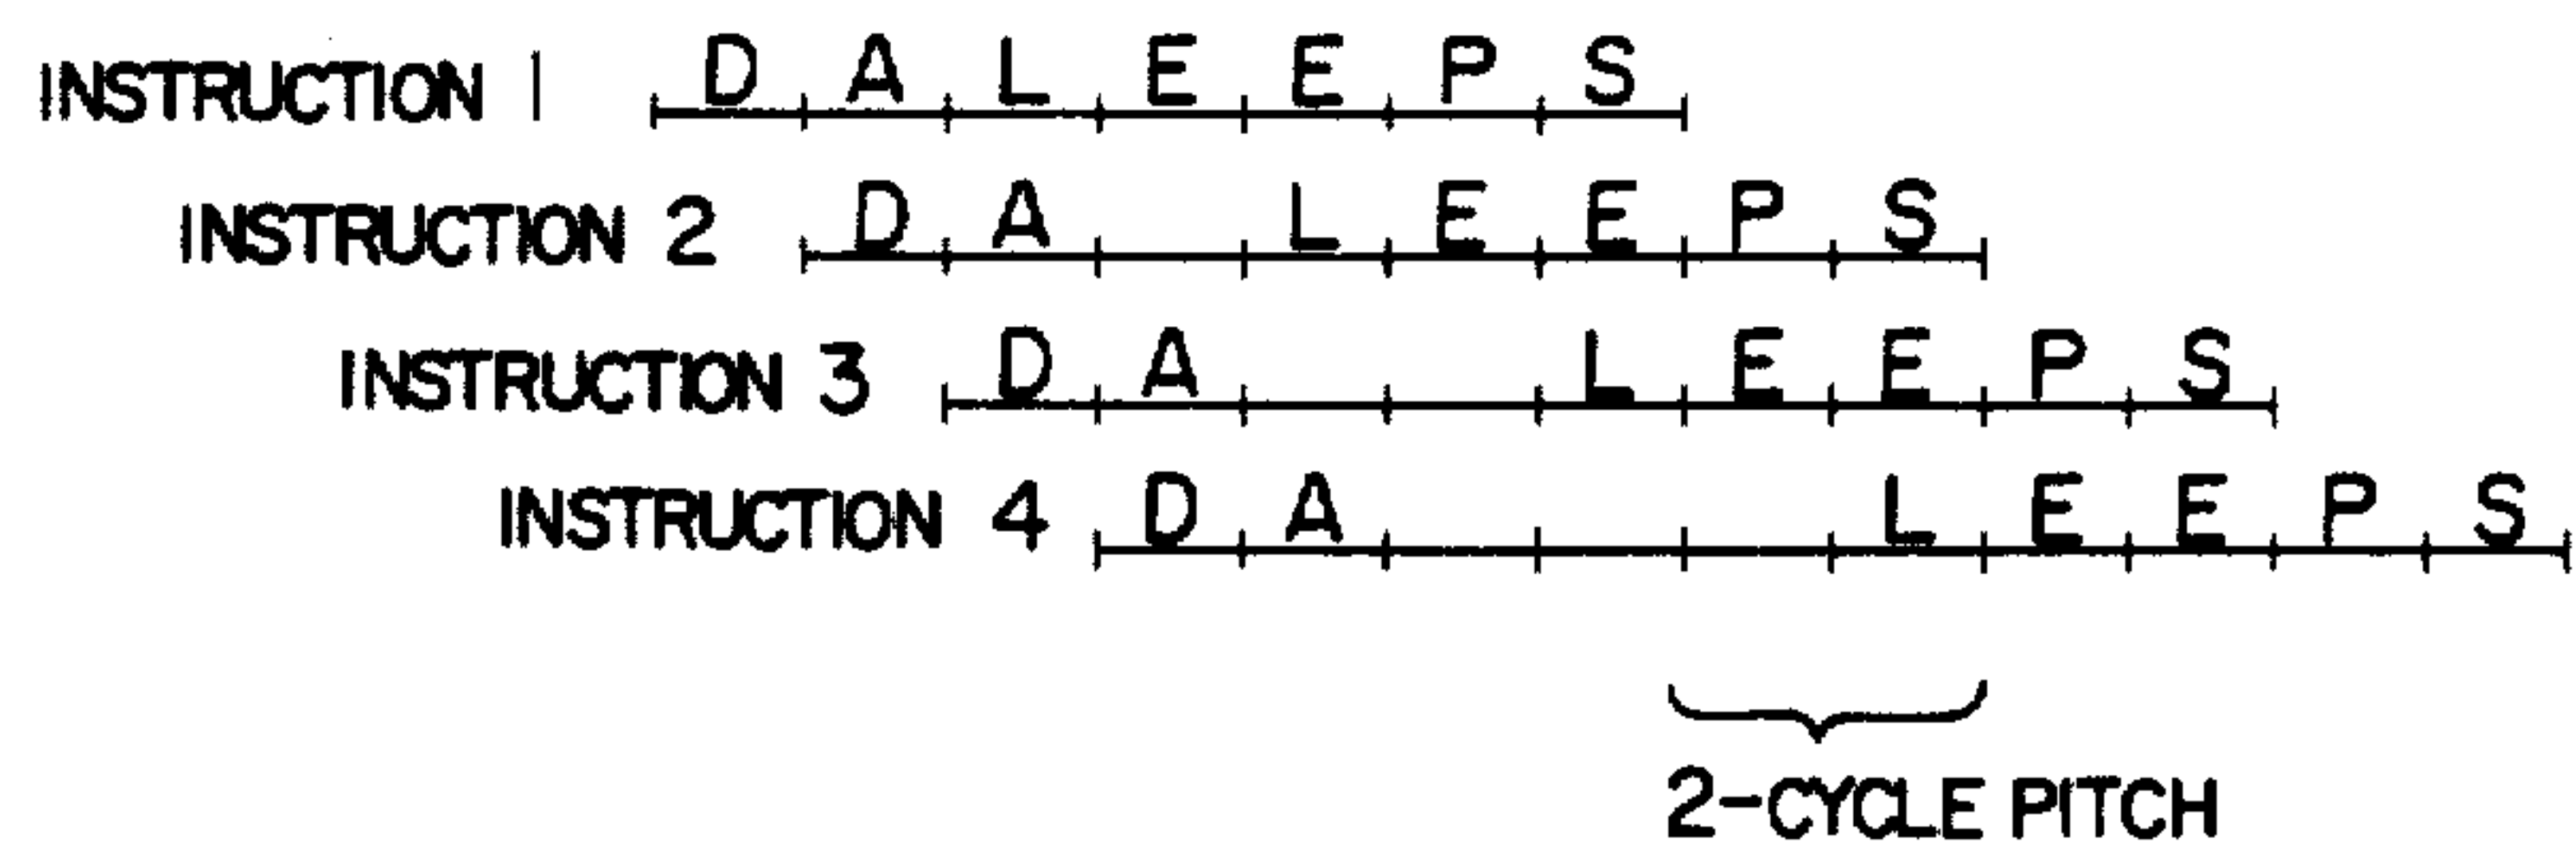 INSTRUCTION 1 D A L E E P S
INSTRUCTION 2 D A L E E P S
INSTRUCTION 3 D A L E E P S
INSTRUCTION 4 D A L E E P S
2-CYCLE PITCH